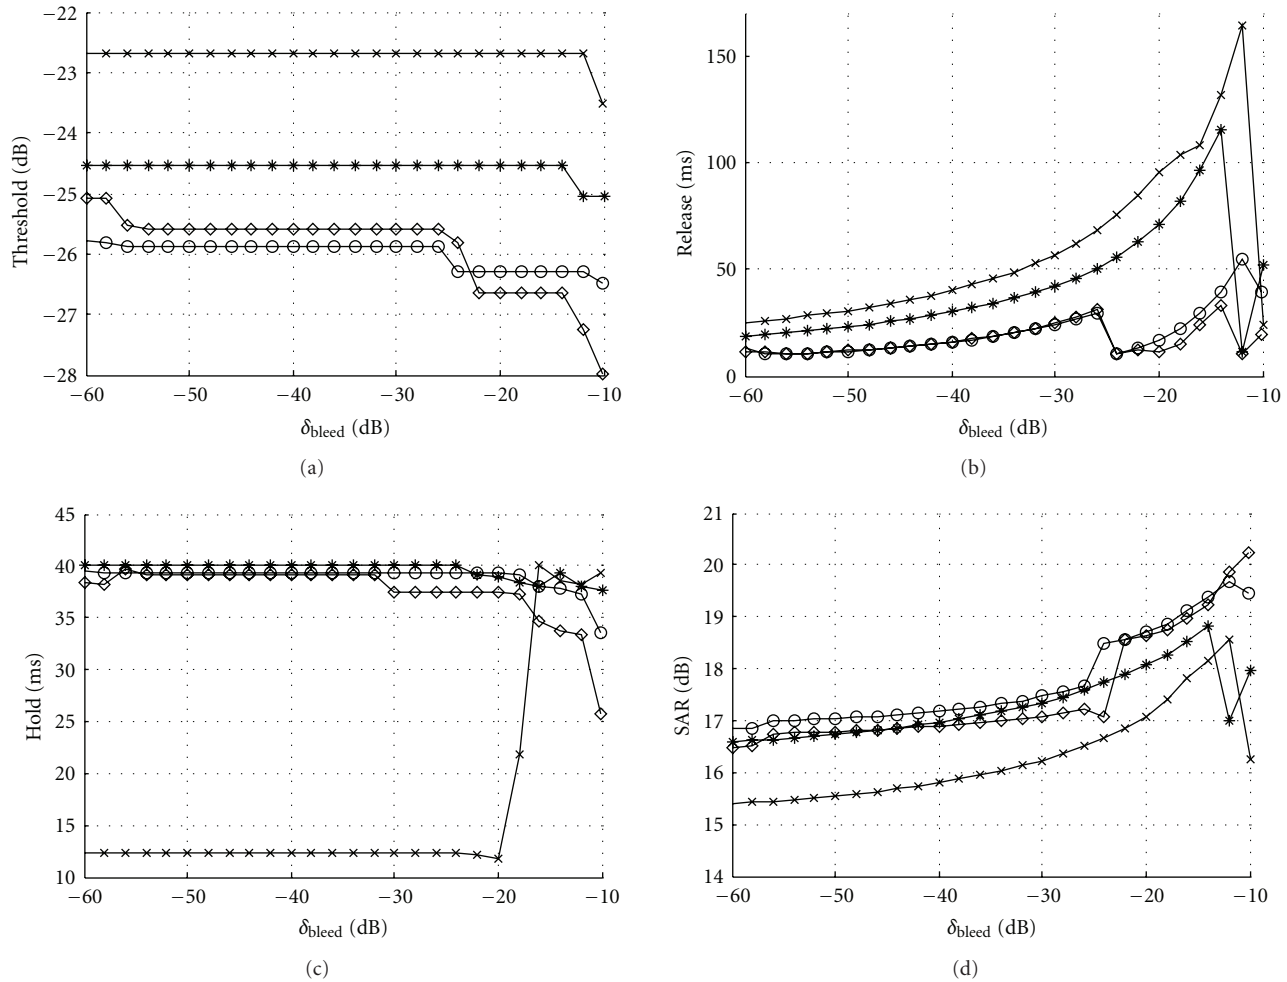 −22
−23
−24
−25
−26
−27
−28
Threshold (dB)
−60 −50 −40 −30 −20 −10
δbleed (dB)
(a)
150
100
50
0
Release (ms)
−60 −50 −40 −30 −20 −10
δbleed (dB)
(b)
45
40
35
30
25
20
15
10
Hold (ms)
−60 −50 −40 −30 −20 −10
δbleed (dB)
(c)
21
20
19
18
17
16
15
14
SAR (dB)
−60 −50 −40 −30 −20 −10
δbleed (dB)
(d)